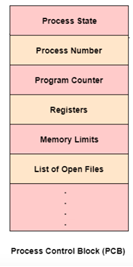 Process State
Process Number
Program Counter
Registers
Memory Limits
List of Open Files
.
.
.
.
Process Control Block (PCB)